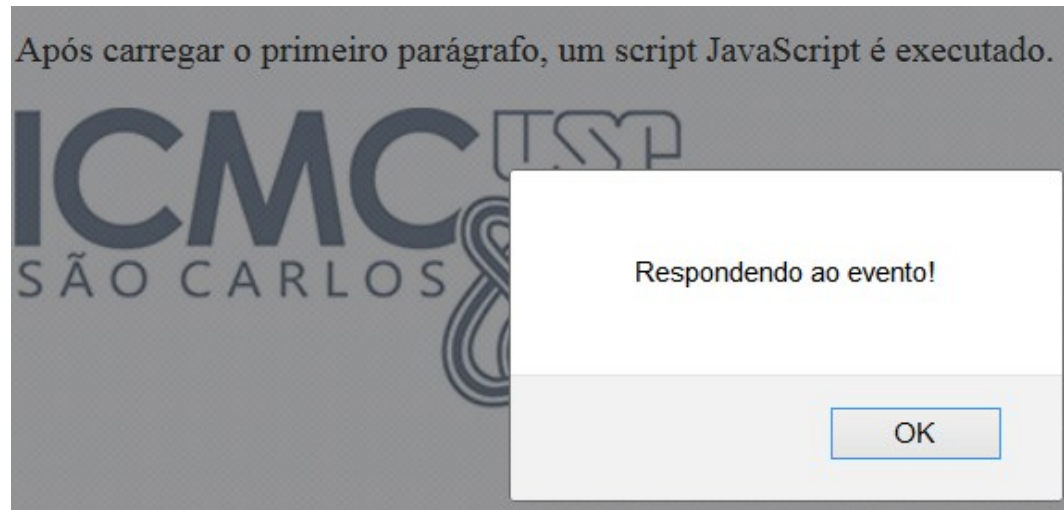 Após carregar o primeiro parágrafo, um script JavaScript é executado.
ICMC USP
SÃO CARLOS
Respondendo ao evento!
OK